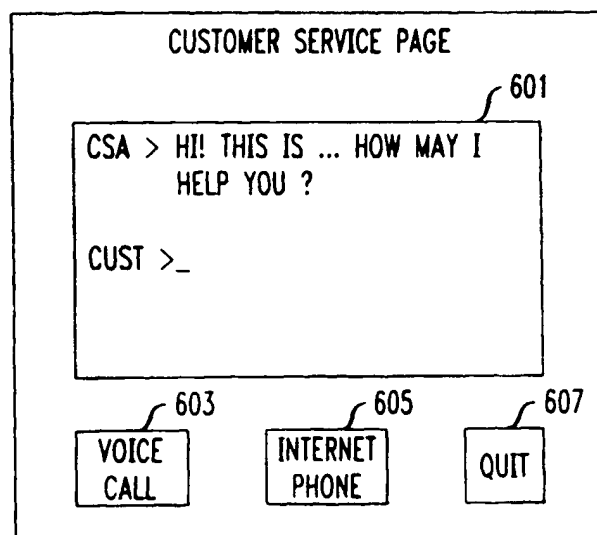 CUSTOMER SERVICE PAGE
601
CSA > HI! THIS IS ... HOW MAY I
HELP YOU ?
CUST >_
603
605
607
VOICE
CALL
INTERNET
PHONE
QUIT